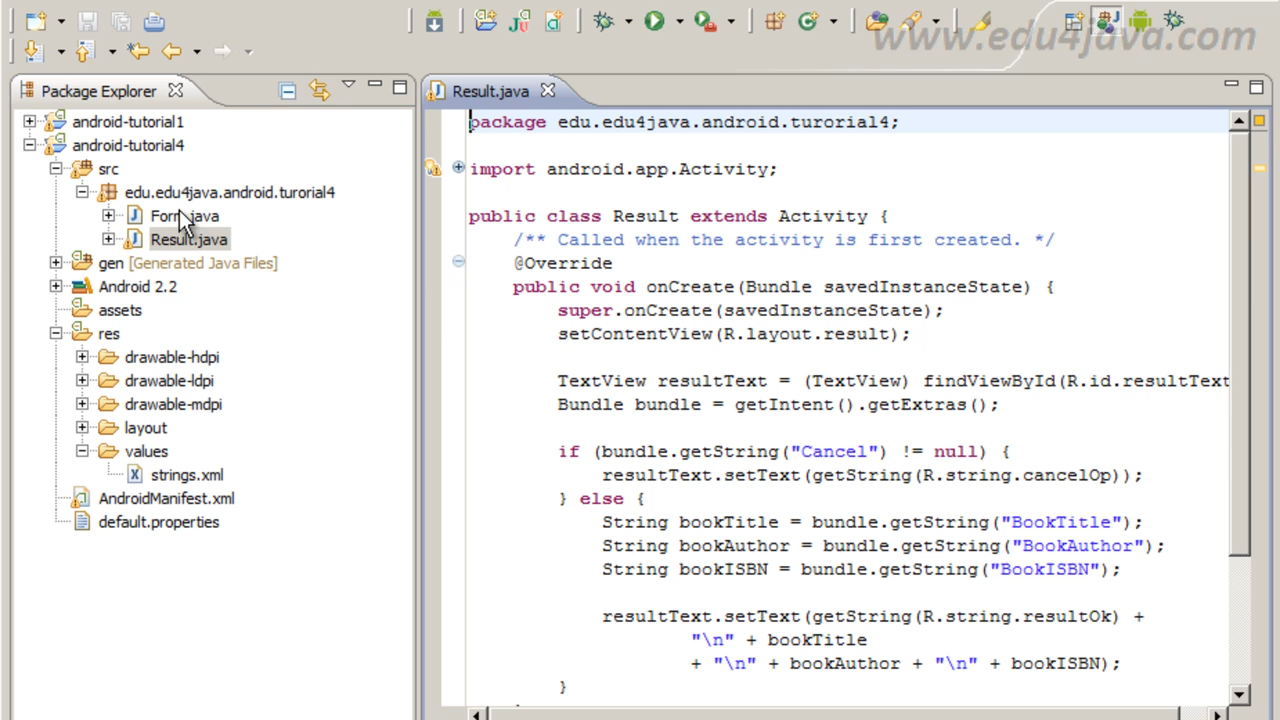 www.edu4java.com
Package Explorer
android-tutorial1
android-tutorial4
src
edu.edu4java.android.turorial4
Form.java
Result.java
gen [Generated Java Files]
Android 2.2
assets
res
drawable-hdpi
drawable-ldpi
drawable-mdpi
layout
values
strings.xml
AndroidManifest.xml
default.properties
Result.java
package edu.edu4java.android.turorial4;
import android.app.Activity;
public class Result extends Activity {
/** Called when the activity is first created. */
@Override
public void onCreate(Bundle savedInstanceState) {
super.onCreate(savedInstanceState);
setContentView(R.layout.result);
TextView resultText = (TextView) findViewById(R.id.resultText
Bundle bundle = getIntent().getExtras();
if (bundle.getString("Cancel") != null) {
resultText.setText(getString(R.string.cancelOp));
} else {
String bookTitle = bundle.getString("BookTitle");
String bookAuthor = bundle.getString("BookAuthor");
String bookISBN = bundle.getString("BookISBN");
resultText.setText(getString(R.string.resultOk) +
"\n" + bookTitle
+ "\n" + bookAuthor + "\n" + bookISBN);
}